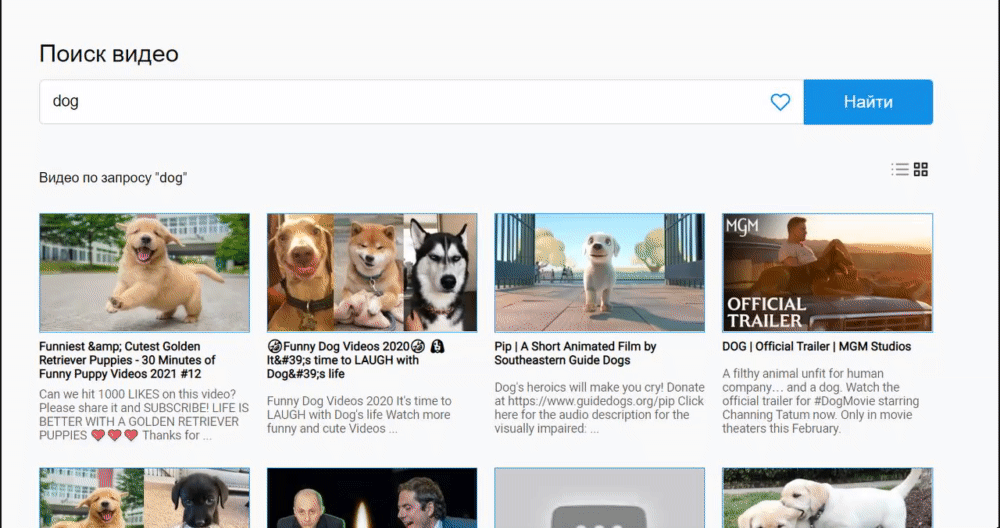 Поиск видео
dog
Найти
Видео по запросу "dog"
MGM
OFFICIAL
TRAILER
Funniest &amp; Cutest Golden
Retriever Puppies - 30 Minutes of
Funny Puppy Videos 2021 #12
Can we hit 1000 LIKES on this video?
Please share it and SUBSCRIBE! LIFE IS
BETTER WITH A GOLDEN RETRIEVER
PUPPIES ❤️❤️❤️ Thanks for ...
🤣Funny Dog Videos 2020🤣 🐶
It&#39;s time to LAUGH with
Dog&#39;s life
Funny Dog Videos 2020 It's time to
LAUGH with Dog's life Watch more
funny and cute Videos ...
Pip | A Short Animated Film by
Southeastern Guide Dogs
Dog's heroics will make you cry! Donate
at https://www.guidedogs.org/pip Click
here for the audio description for the
visually impaired: ...
DOG | Official Trailer | MGM Studios
A filthy animal unfit for human
company… and a dog. Watch the
official trailer for #DogMovie starring
Channing Tatum now. Only in movie
theaters this February.